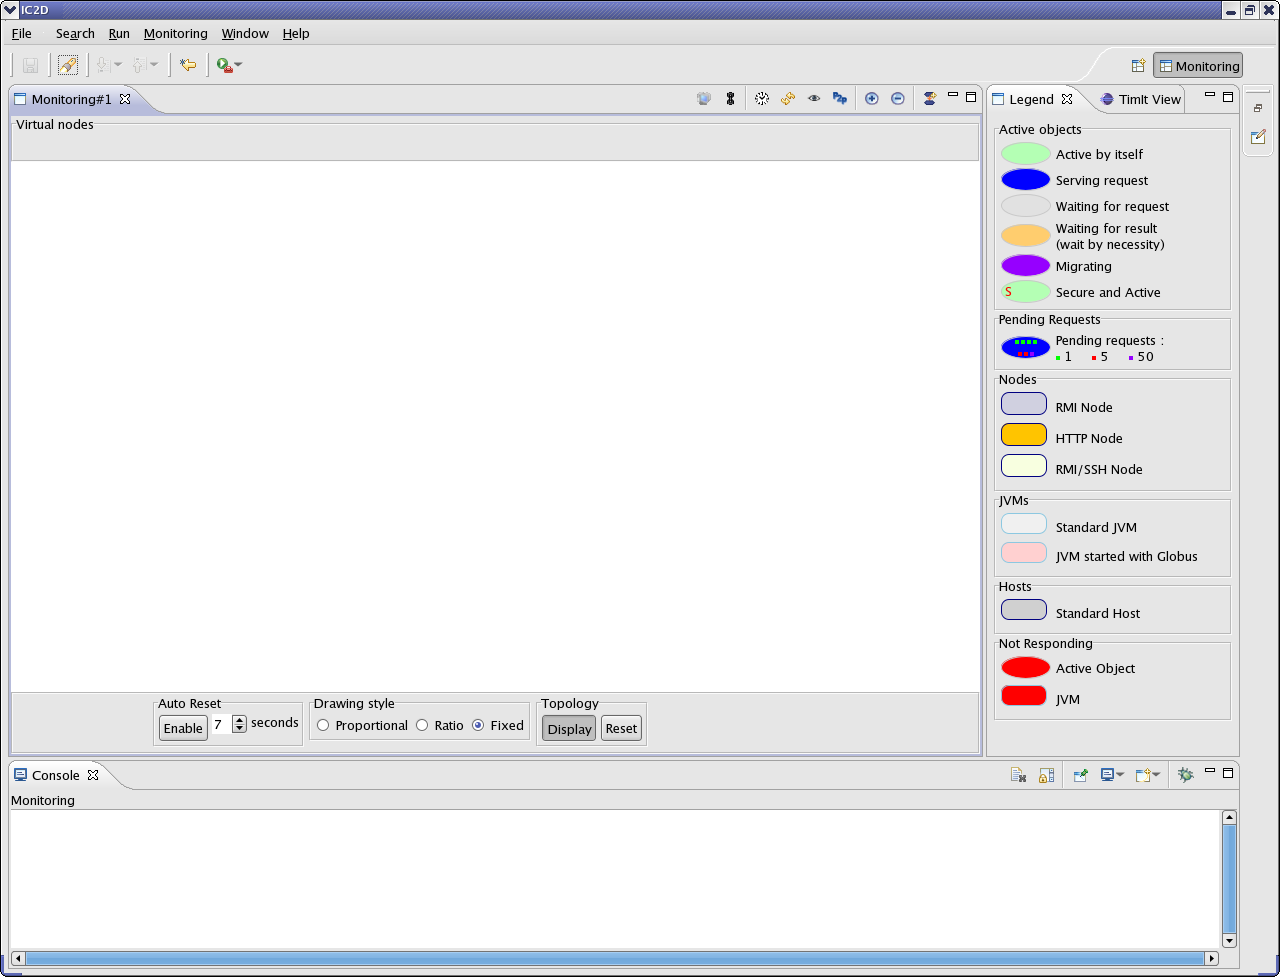 IC2D
File Search Run Monitoring Window Help
Monitoring
Monitoring#1
Virtual nodes
Auto Reset
Enable 7 seconds
Drawing style
Proportional Ratio Fixed
Topology
Display Reset
Legend TimIt View
Active objects
Active by itself
Serving request
Waiting for request
Waiting for result
(wait by necessity)
Migrating
S Secure and Active
Pending Requests
Pending requests :
1 5 50
Nodes
RMI Node
HTTP Node
RMI/SSH Node
JVMs
Standard JVM
JVM started with Globus
Hosts
Standard Host
Not Responding
Active Object
JVM
Console
Monitoring